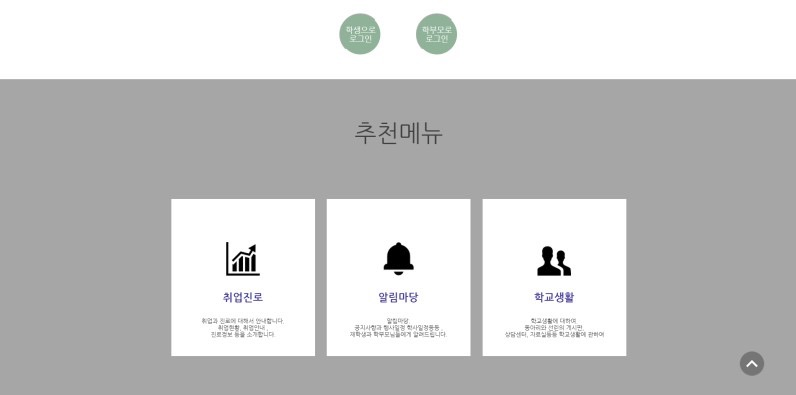 학생으로
로그인
학부모로
로그인
추천메뉴
취업진로
취업과 진로에 대해서 안내합니다.
취업현황, 취업안내,
진로정보 등을 소개합니다.
알림마당
알림마당:
공지사항과 행사일정 학사일정등등,
재학생과 학부모님들에게 알려드립니다.
학교생활
학교생활에 대하여.
동아리와 선린의 게시판,
상담센터, 자료실등등 학교생활에 관하여